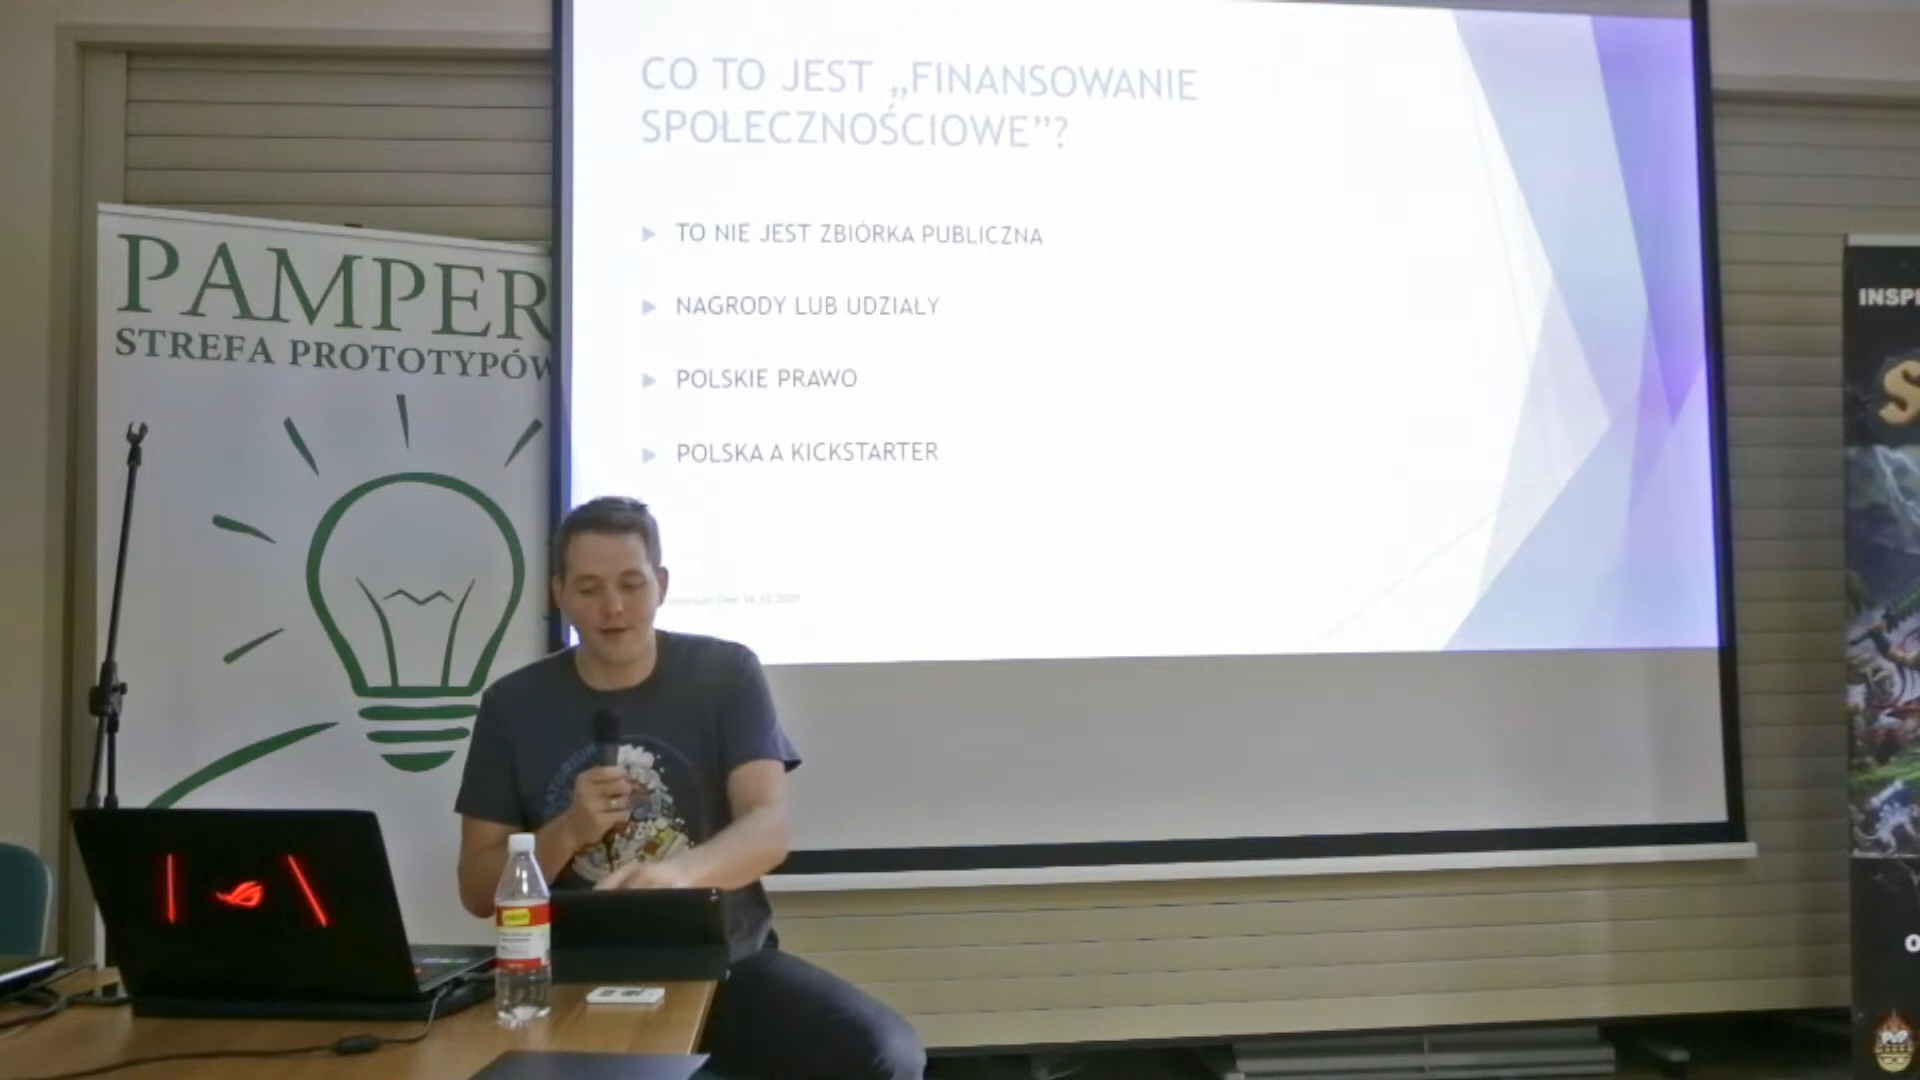 CO TO JEST „FINANSOWANIE
SPOŁECZNOŚCIOWE”?
TO NIE JEST ZBIÓRKA PUBLICZNA
NAGRODY LUB UDZIAŁY
POLSKIE PRAWO
POLSKA A KICKSTARTER
PAMPER
STREFA PROTOTYPÓW
INSPI
S
O